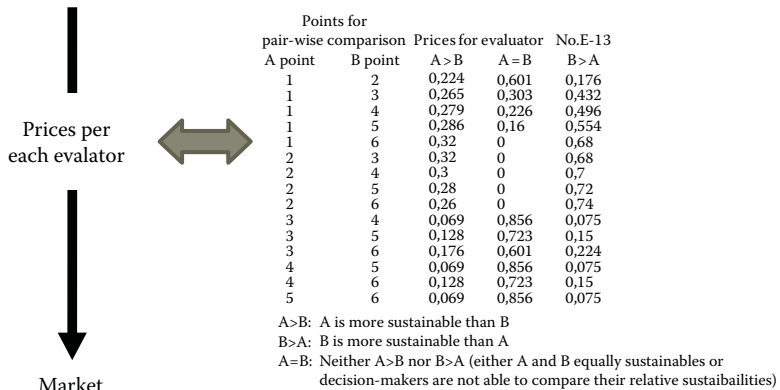 Points for
pair-wise comparison Prices for evaluator No.E-13
A point B point A>B A=B B>A
1 2 0,224 0,601 0,176
1 3 0,265 0,303 0,432
1 4 0,279 0,226 0,496
1 5 0,286 0,16 0,554
1 6 0,32 0 0,68
2 3 0,32 0 0,68
2 4 0,3 0 0,7
2 5 0,28 0 0,72
2 6 0,26 0 0,74
3 4 0,069 0,856 0,075
3 5 0,128 0,723 0,15
3 6 0,176 0,601 0,224
4 5 0,069 0,856 0,075
4 6 0,128 0,723 0,15
5 6 0,069 0,856 0,075
Prices per
each evalator
A>B: A is more sustainable than B
B>A: B is more sustainable than A
A=B: Neither A>B nor B>A (either A and B equally sustainables or
decision-makers are not able to compare their relative sustaibailities)
Market